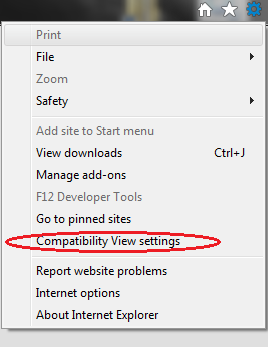 Print
File
Zoom
Safety
Add site to Start menu
View downloads Ctrl+J
Manage add-ons
F12 Developer Tools
Go to pinned sites
Compatibility View settings
Report website problems
Internet options
About Internet Explorer